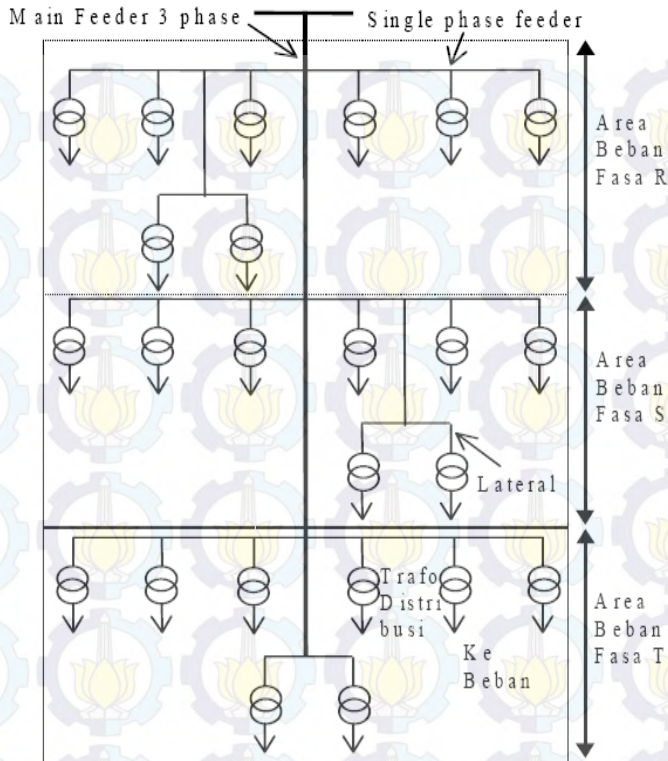 Main Feeder 3 phase
Single phase feeder
Area
Beban
Fasa R
Area
Beban
Fasa S
Lateral
Trafo
Distri
busi
Ke
Beban
Area
Beban
Fasa T